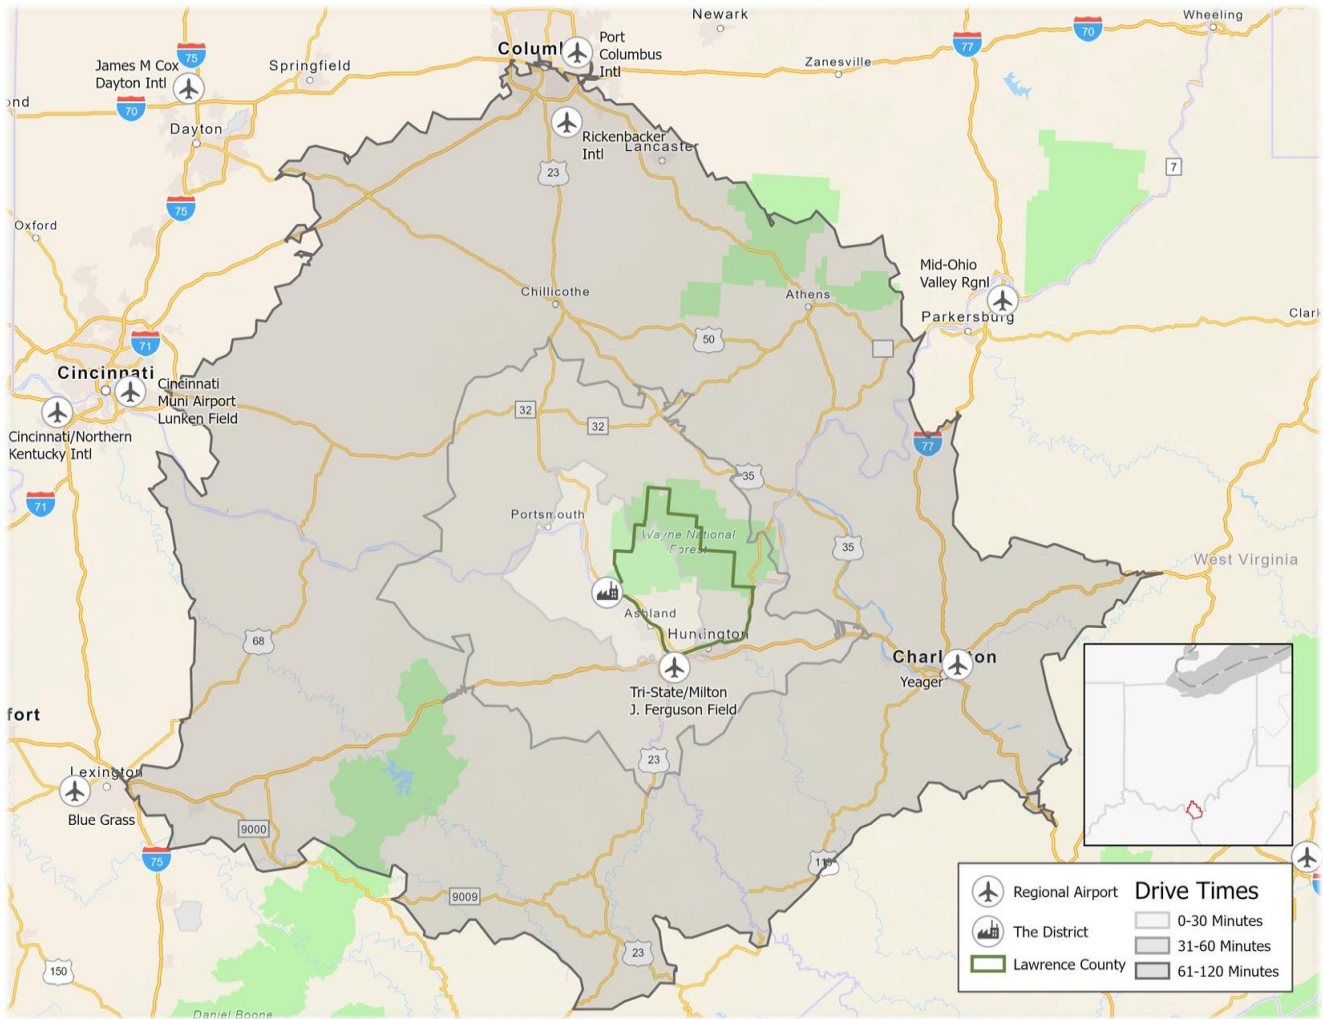 Newark
Wheeling
70
77
Port
Columbus
Intl
75
James M Cox
Dayton Intl
Springfield
Zanesville
70
Dayton
Rickenbacker
Intl
Lancaster
23
7
75
Oxford
Mid-Ohio
Valley Rgnl
Chillicothe
Athens
Parkersburg
50
71
Cincinnati
Cincinnati
Muni Airport
Lunken Field
32
32
Cincinnati/Northern
Kentucky Intl
77
35
71
Portsmouth
Wayne National
Forest
35
West Virginia
Ashland
Huntington
68
Charleston
Yeager
Tri-State/Milton
J. Ferguson Field
fort
23
Lexington
Blue Grass
9000
75
119
9009
23
150
Daniel Boone
Regional Airport
The District
Lawrence County
Drive Times
0-30 Minutes
31-60 Minutes
61-120 Minutes